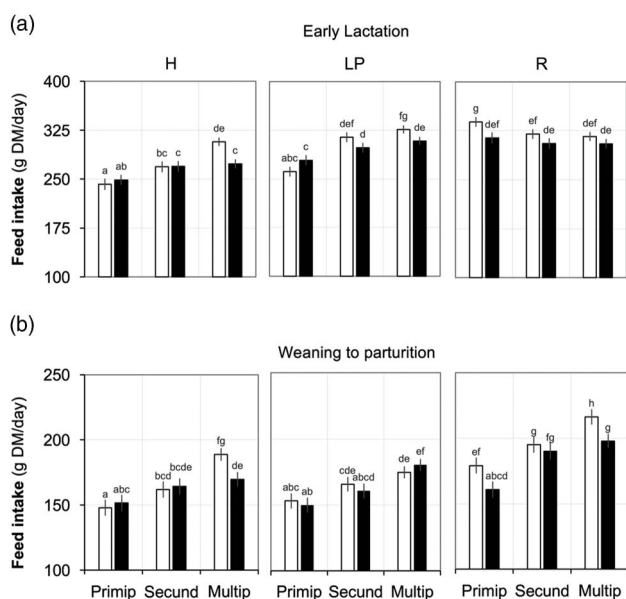 (a)
Early Lactation
H LP R
Feed intake (g DM/day)
400
325
250
175
100
a ab bc c de c
abc c def d fg de
g def ef de def de
(b)
Weaning to parturition
Feed intake (g DM/day)
250
200
150
100
a abc bcd bcde fg de
abc ab cde abcd de ef
ef abcd g fg h g
Primip Secund Multip Primip Secund Multip Primip Secund Multip